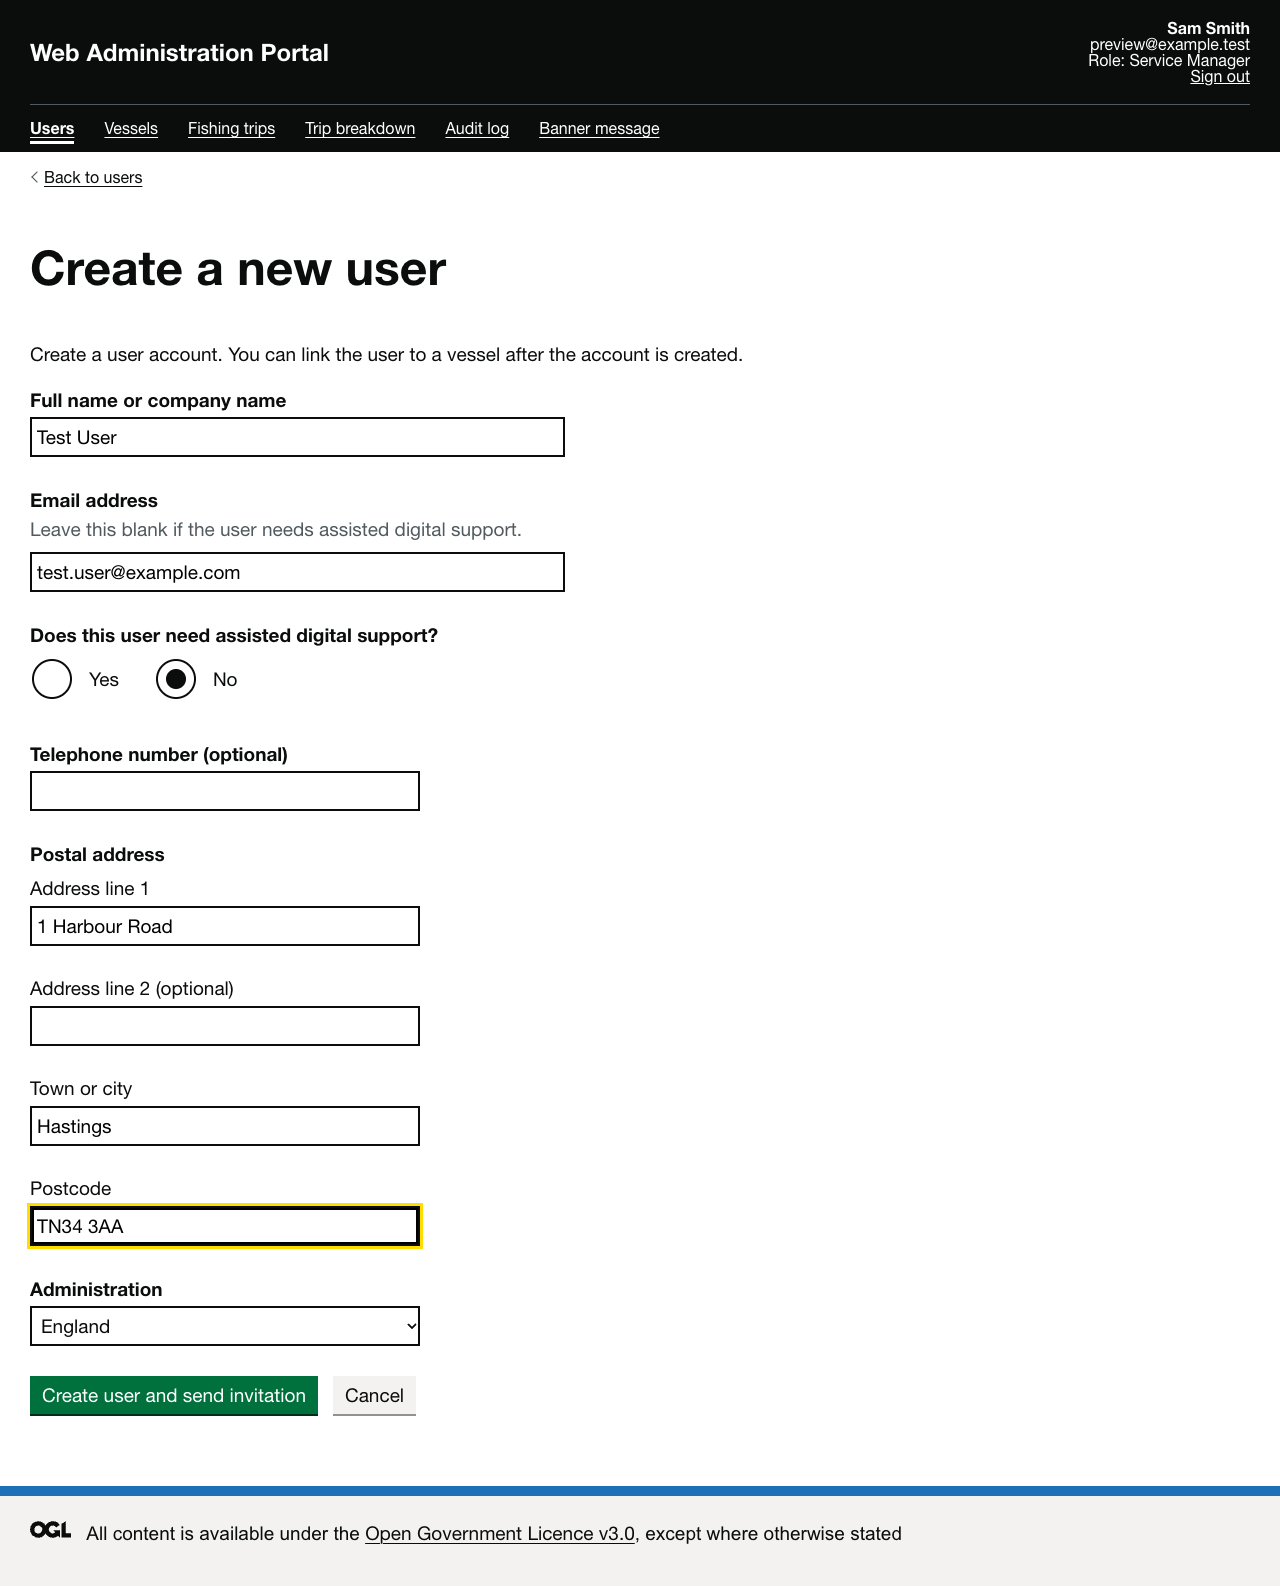 Web Administration Portal
Sam Smith
preview@example.test
Role: Service Manager
Sign out
Users Vessels Fishing trips Trip breakdown Audit log Banner message
Back to users
Create a new user
Create a user account. You can link the user to a vessel after the account is created.
Full name or company name
Test User
Email address
Leave this blank if the user needs assisted digital support.
test.user@example.com
Does this user need assisted digital support?
Yes No
Telephone number (optional)
Postal address
Address line 1
1 Harbour Road
Address line 2 (optional)
Town or city
Hastings
Postcode
TN34 3AA
Administration
England
Create user and send invitation Cancel
OGL All content is available under the Open Government Licence v3.0, except where otherwise stated